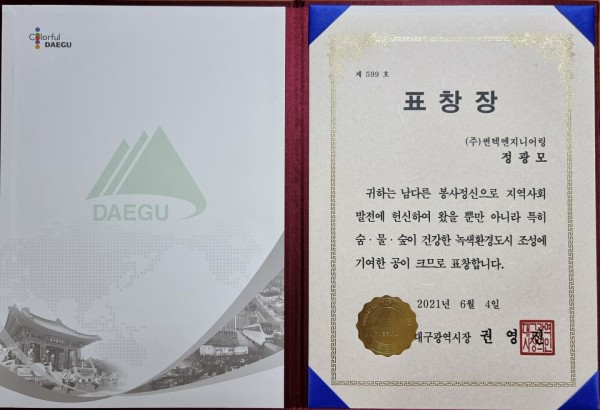 Colorful
DAEGU
DAEGU
제 599 호
표 창 장
(주)썬텍엔지니어링
정 광 모
귀하는 남다른 봉사정신으로 지역사회
발전에 헌신하여 왔을 뿐만 아니라 특히
숨 · 물 · 숲이 건강한 녹색환경도시 조성에
기여한 공이 크므로 표창합니다.
2021년 6월 4일
대구광역시장 권 영 진